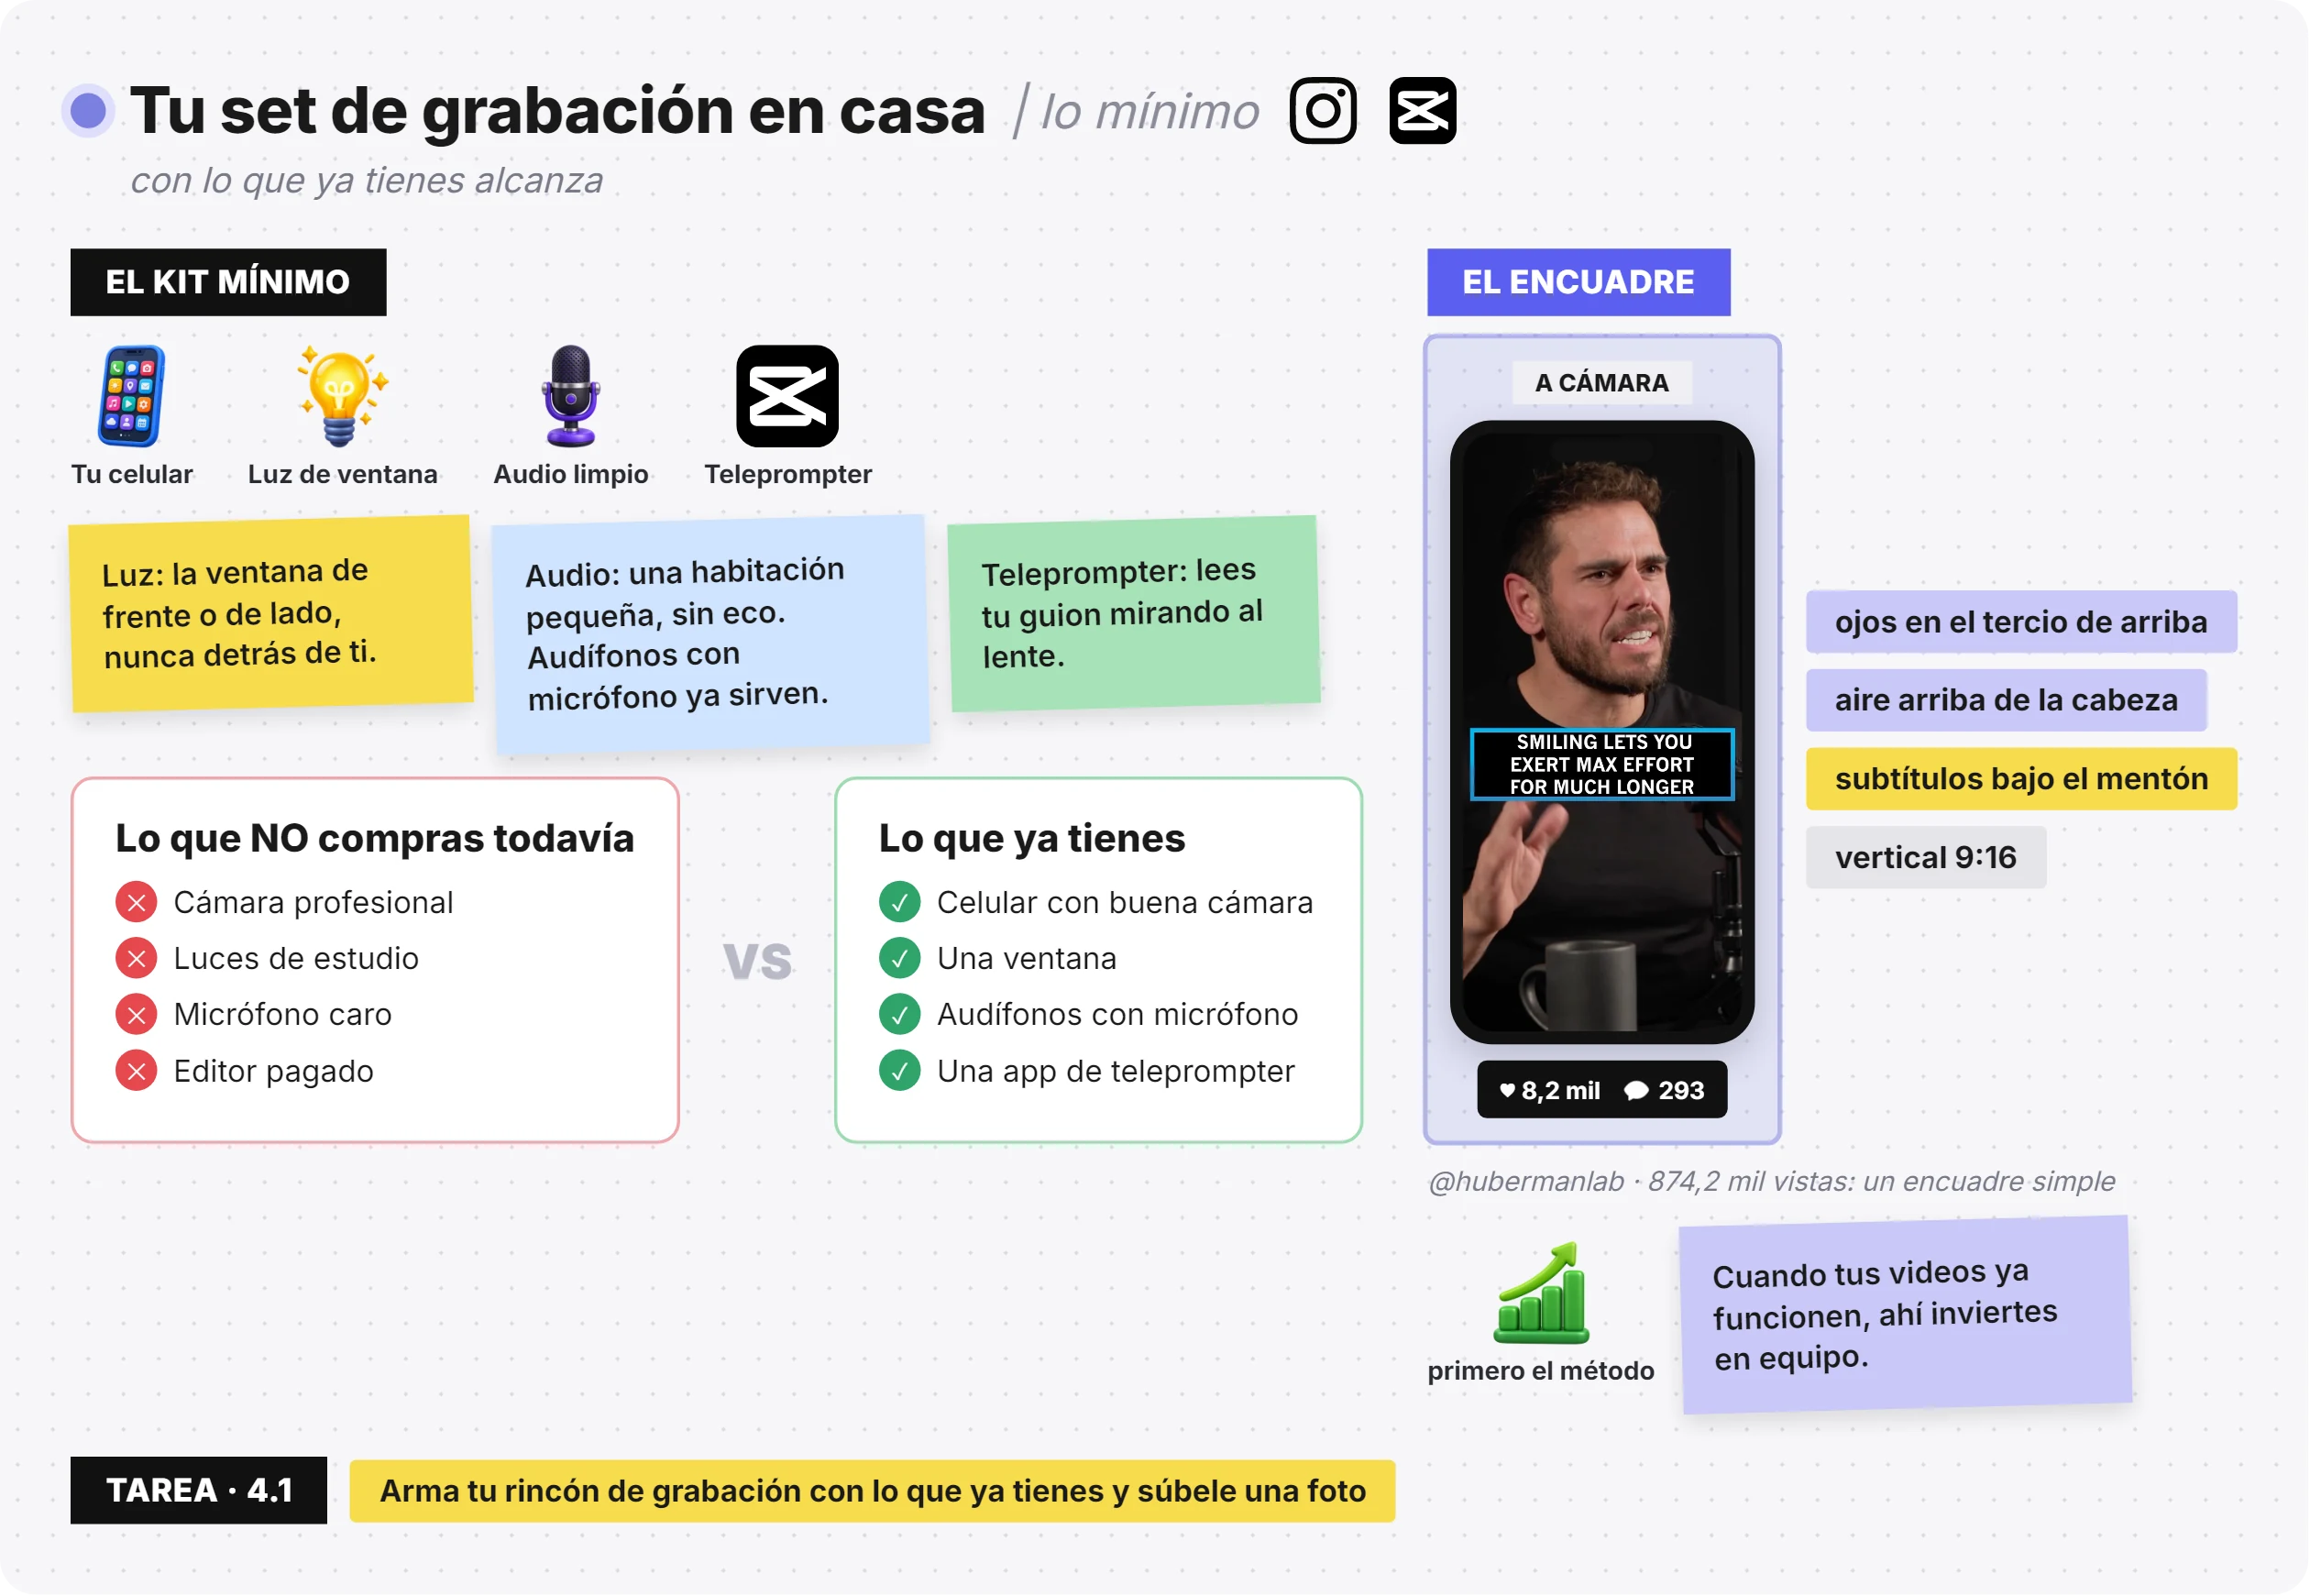 Tu set de grabación en casa / lo mínimo
con lo que ya tienes alcanza
EL KIT MÍNIMO
Tu celular
Luz de ventana
Audio limpio
Teleprompter
Luz: la ventana de
frente o de lado,
nunca detrás de ti.
Audio: una habitación
pequeña, sin eco.
Audífonos con
micrófono ya sirven.
Teleprompter: lees
tu guion mirando al
lente.
Lo que NO compras todavía
Cámara profesional
Luces de estudio
Micrófono caro
Editor pagado
vs
Lo que ya tienes
Celular con buena cámara
Una ventana
Audífonos con micrófono
Una app de teleprompter
EL ENCUADRE
A CÁMARA
SMILING LETS YOU
EXERT MAX EFFORT
FOR MUCH LONGER
8,2 mil 293
ojos en el tercio de arriba
aire arriba de la cabeza
subtítulos bajo el mentón
vertical 9:16
@hubermanlab · 874,2 mil vistas: un encuadre simple
primero el método
Cuando tus videos ya
funcionen, ahí inviertes
en equipo.
TAREA · 4.1
Arma tu rincón de grabación con lo que ya tienes y súbele una foto